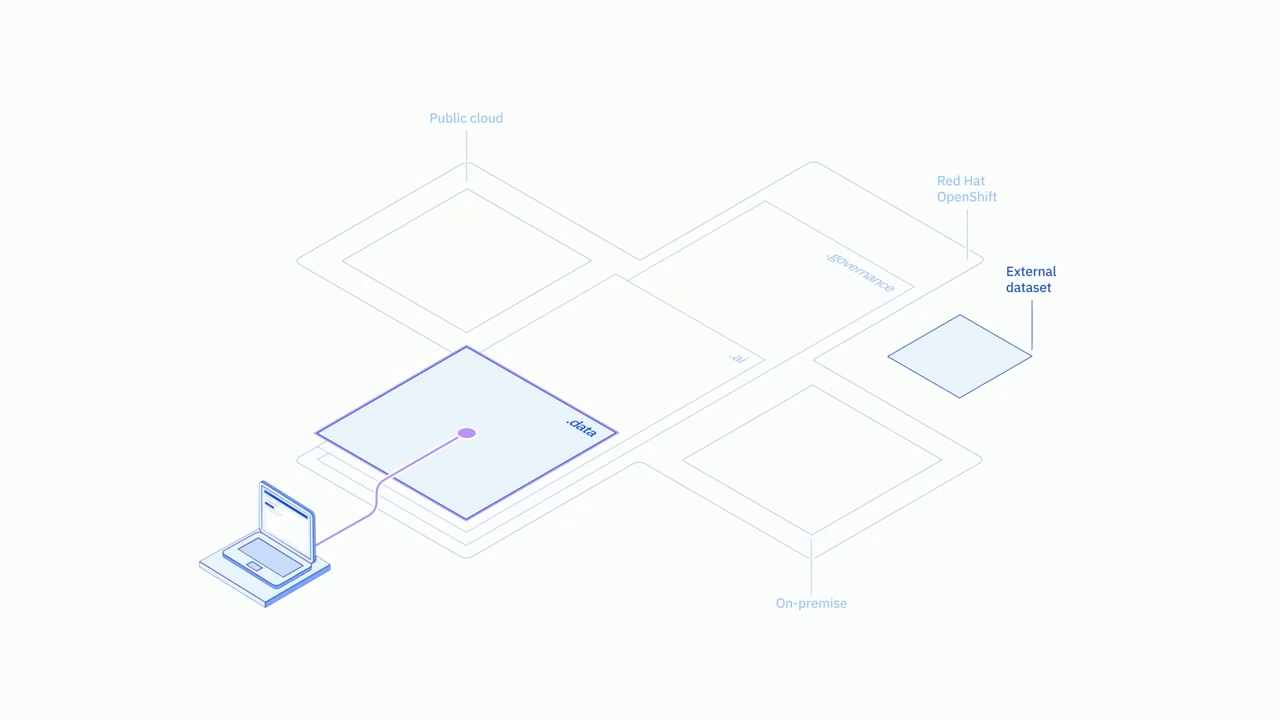 Public cloud
Red Hat
OpenShift
.governance
External
dataset
.ai
.data
On-premise